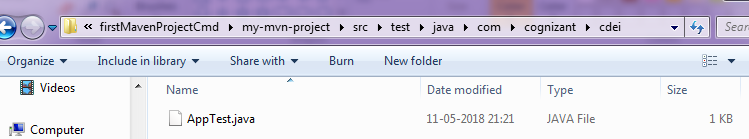 « firstMavenProjectCmd ▸ my-mvn-project ▸ src ▸ test ▸ java ▸ com ▸ cognizant ▸ cdei
Organize Include in library Share with Burn New folder
Videos
Computer
Name Date modified Type Size
AppTest.java 11-05-2018 21:21 JAVA File 1 KB